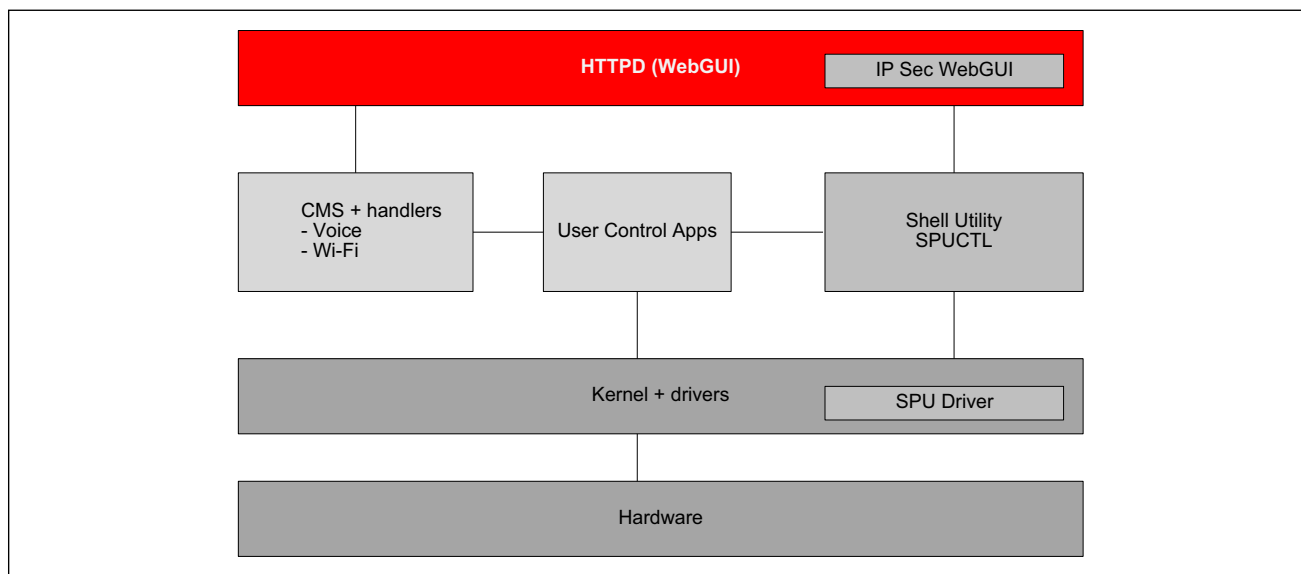 HTTPD (WebGUI)
IP Sec WebGUI
CMS + handlers
- Voice
- Wi-Fi
User Control Apps
Shell Utility
SPUCTL
Kernel + drivers
SPU Driver
Hardware